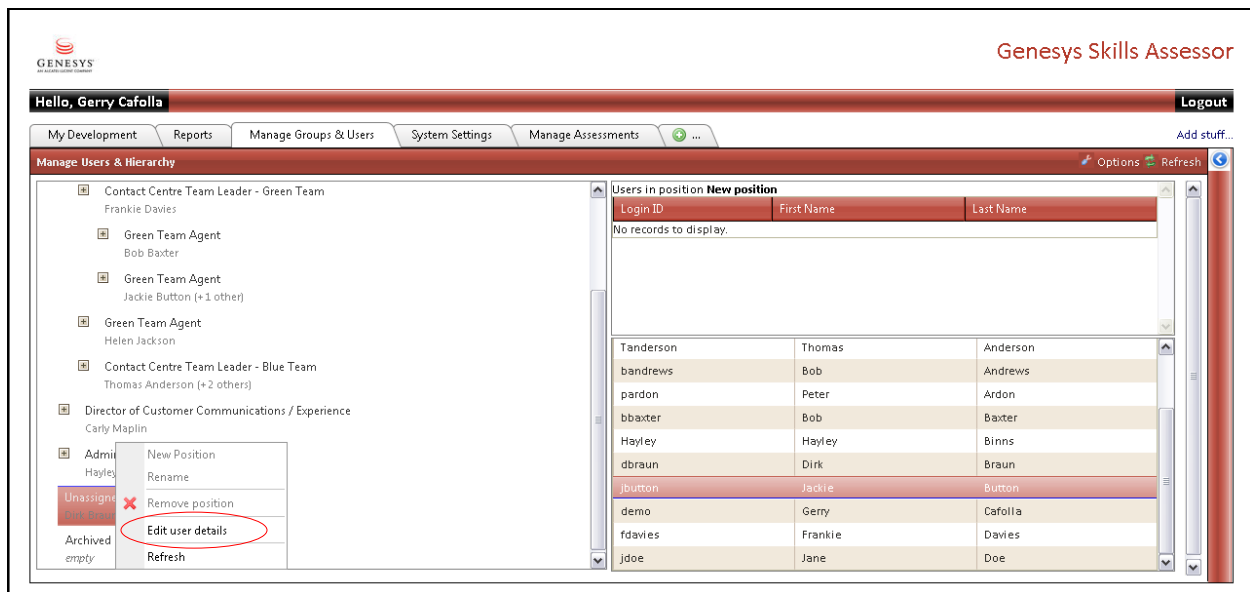 GENESYS
AN ALCATEL-LUCENT COMPANY
Genesys Skills Assessor
Hello, Gerry Cafolla
Logout
My Development Reports Manage Groups & Users System Settings Manage Assessments ...
Add stuff...
Manage Users & Hierarchy
Options Refresh
Contact Centre Team Leader - Green Team
Frankie Davies
Green Team Agent
Bob Baxter
Green Team Agent
Jackie Button (+1 other)
Green Team Agent
Helen Jackson
Contact Centre Team Leader - Blue Team
Thomas Anderson (+2 others)
Director of Customer Communications / Experience
Carly Maplin
Admi
Hayley
Unassigne
Dirk Brau
Archived
empty
New Position
Rename
Remove position
Edit user details
Refresh
Users in position New position
Login ID First Name Last Name
No records to display.
Tanderson Thomas Anderson
bandrews Bob Andrews
pardon Peter Ardon
bbaxter Bob Baxter
Hayley Hayley Binns
dbraun Dirk Braun
jbutton Jackie Button
demo Gerry Cafolla
fdavies Frankie Davies
jdoe Jane Doe